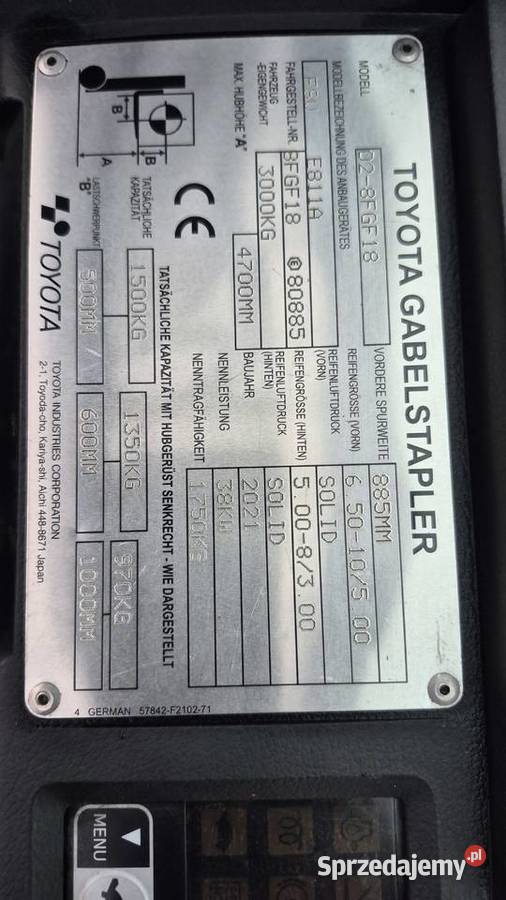 TOYOTA GABELSTAPLER
MODELL 02-8FGF18
MODELLBEZEICHNUNG DES ANBAUGERÄTES
E811A
FAHRGESTELL-NR. 8FGF18 E 80885
FAHRZEUG -EIGENGEWICHT 3000KG
MAX. HUBHÖHE "A" 4700MM
VORDERE SPURWEITE 885MM
REIFENGRÖSSE (VORN) 6.50-10/5.00
REIFENLUFTDRUCK (VORN) SOLID
REIFENGRÖSSE (HINTEN) 5.00-8/3.00
REIFENLUFTDRUCK (HINTEN) SOLID
BAUJAHR 2021
NENNLEISTUNG 38KW
NENNTRAGFÄHIGKEIT 1750KG
CE
TATSÄCHLICHE KAPAZITÄT MIT HUBGERÜST SENKRECHT - WIE DARGESTELLT
A
B
B
TATSÄCHLICHE KAPAZITÄT 1500KG 1350KG 970KG
LASTSCHWERPUNKT "B" 500MM 600MM 1000MM
TOYOTA
TOYOTA INDUSTRIES CORPORATION
2-1, Toyoda-cho, Kariya-shi, Aichi 448-8671 Japan
4 GERMAN 57842-F2102-71
MENU
Sprzedajemy.pl